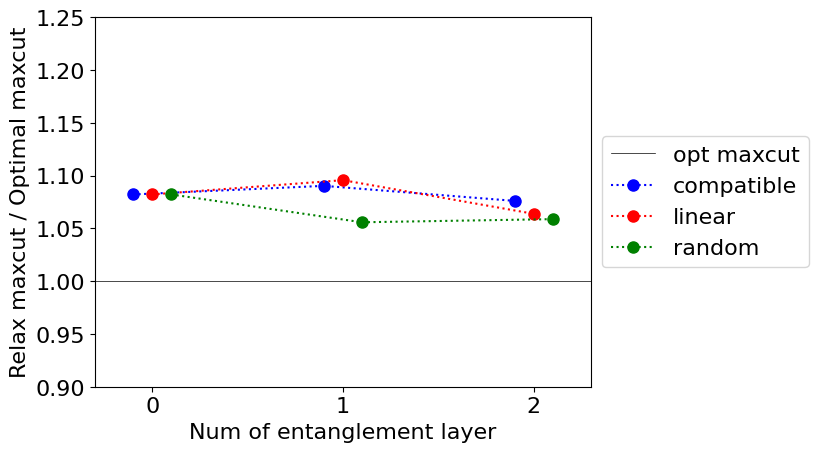 Relax maxcut / Optimal maxcut
1.25
1.20
1.15
1.10
1.05
1.00
0.95
0.90
0
1
2
Num of entanglement layer
opt maxcut
compatible
linear
random